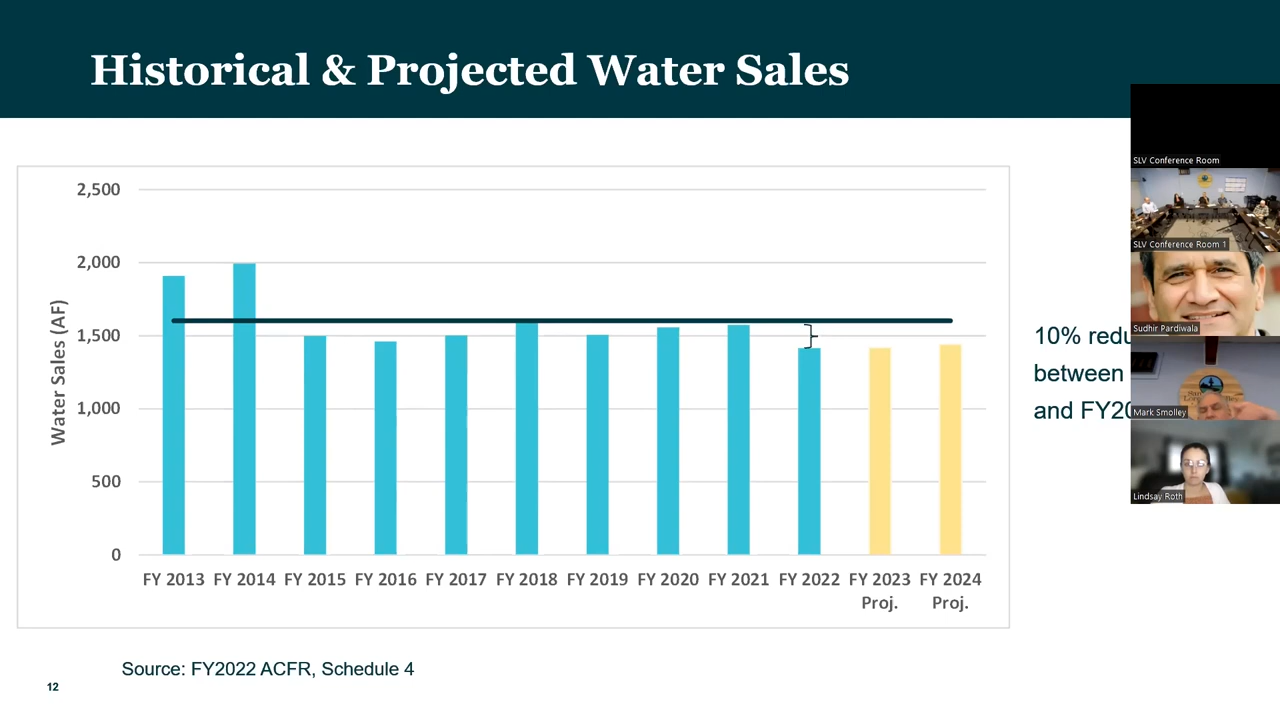 Historical & Projected Water Sales
SLV Conference Room
SLV Conference Room 1
Sudhir Pardiwala
Mark Smolley
Lindsay Roth
2,500
2,000
1,500
1,000
500
0
Water Sales (AF)
FY 2013 FY 2014 FY 2015 FY 2016 FY 2017 FY 2018 FY 2019 FY 2020 FY 2021 FY 2022 FY 2023 FY 2024
Proj. Proj.
10%
between
and
Source: FY2022 ACFR, Schedule 4
12